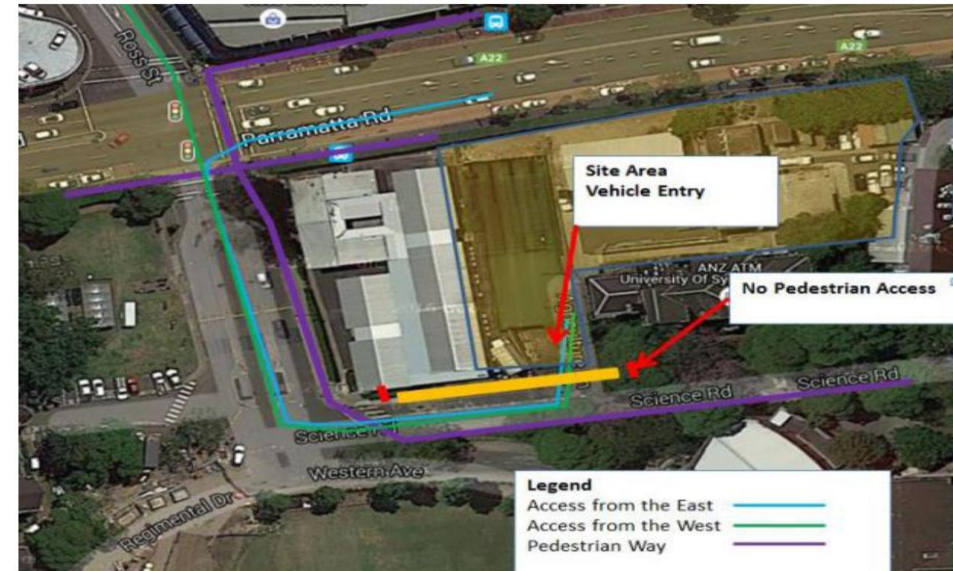 Ross St
A22
A22
Parramatta Rd
Site Area
Vehicle Entry
ANZ ATM
University Of Sy
No Pedestrian Access
Science Rd
Science Rd
Science
Western Ave
Regimental Dr
Legend
Access from the East
Access from the West
Pedestrian Way